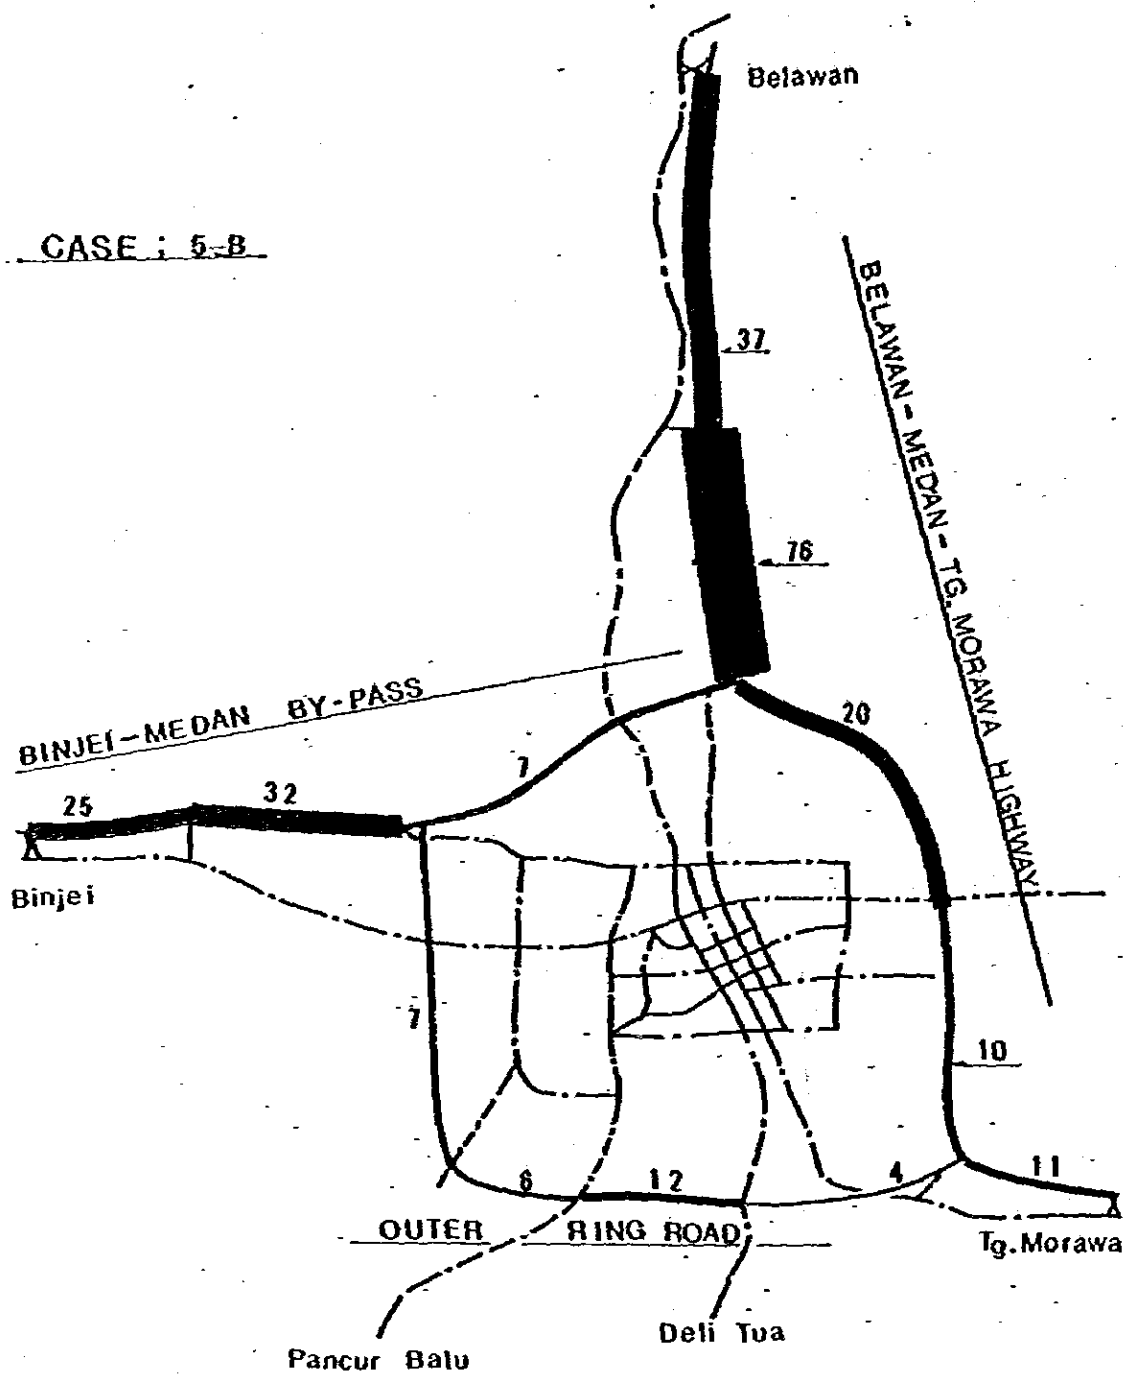 Belawan
CASE ; 5-B
37
BELAWAN-MEDAN-TG.MORAWA HIGHWAY
76
BINJEI-MEDAN BY-PASS
20
7
25
32
Binjei
7
10
11
4
6
12
OUTER RING ROAD
Tg.Morawa
Deli Tua
Pancur Batu